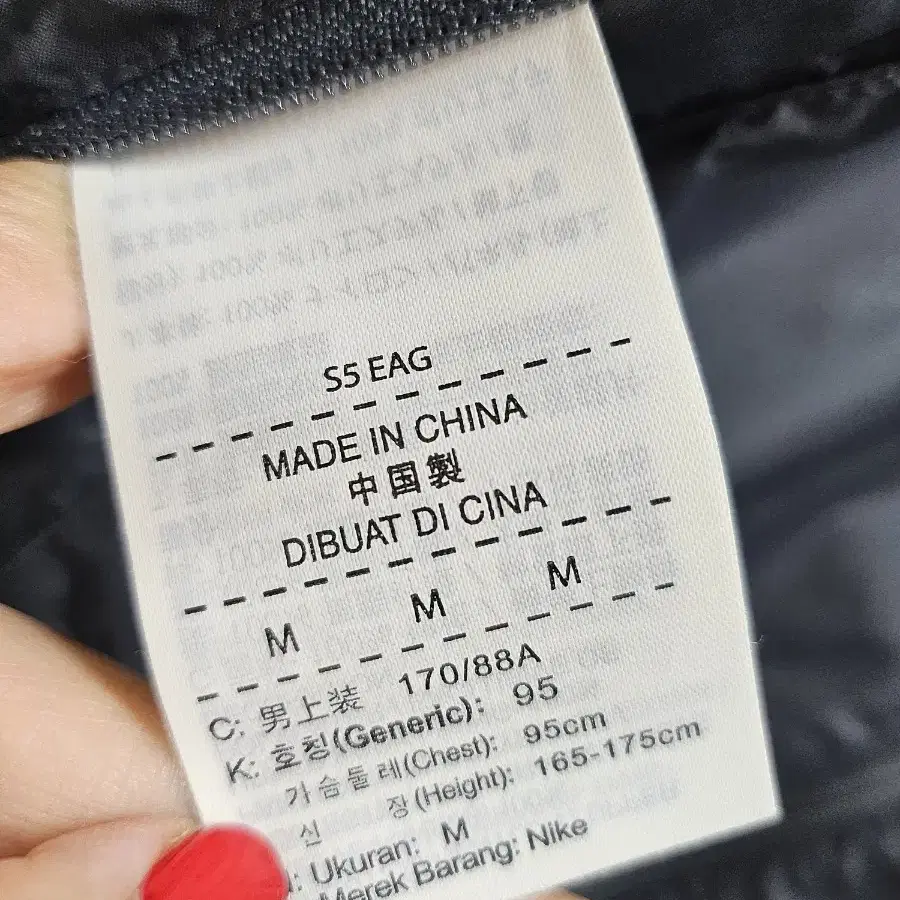 S5 EAG
MADE IN CHINA
中国製
DIBUAT DI CINA
M M M
C: 男上装 170/88A
K: 호칭(Generic): 95
가슴둘레(Chest): 95cm
신 장(Height): 165-175cm
: Ukuran: M
Merek Barang: Nike